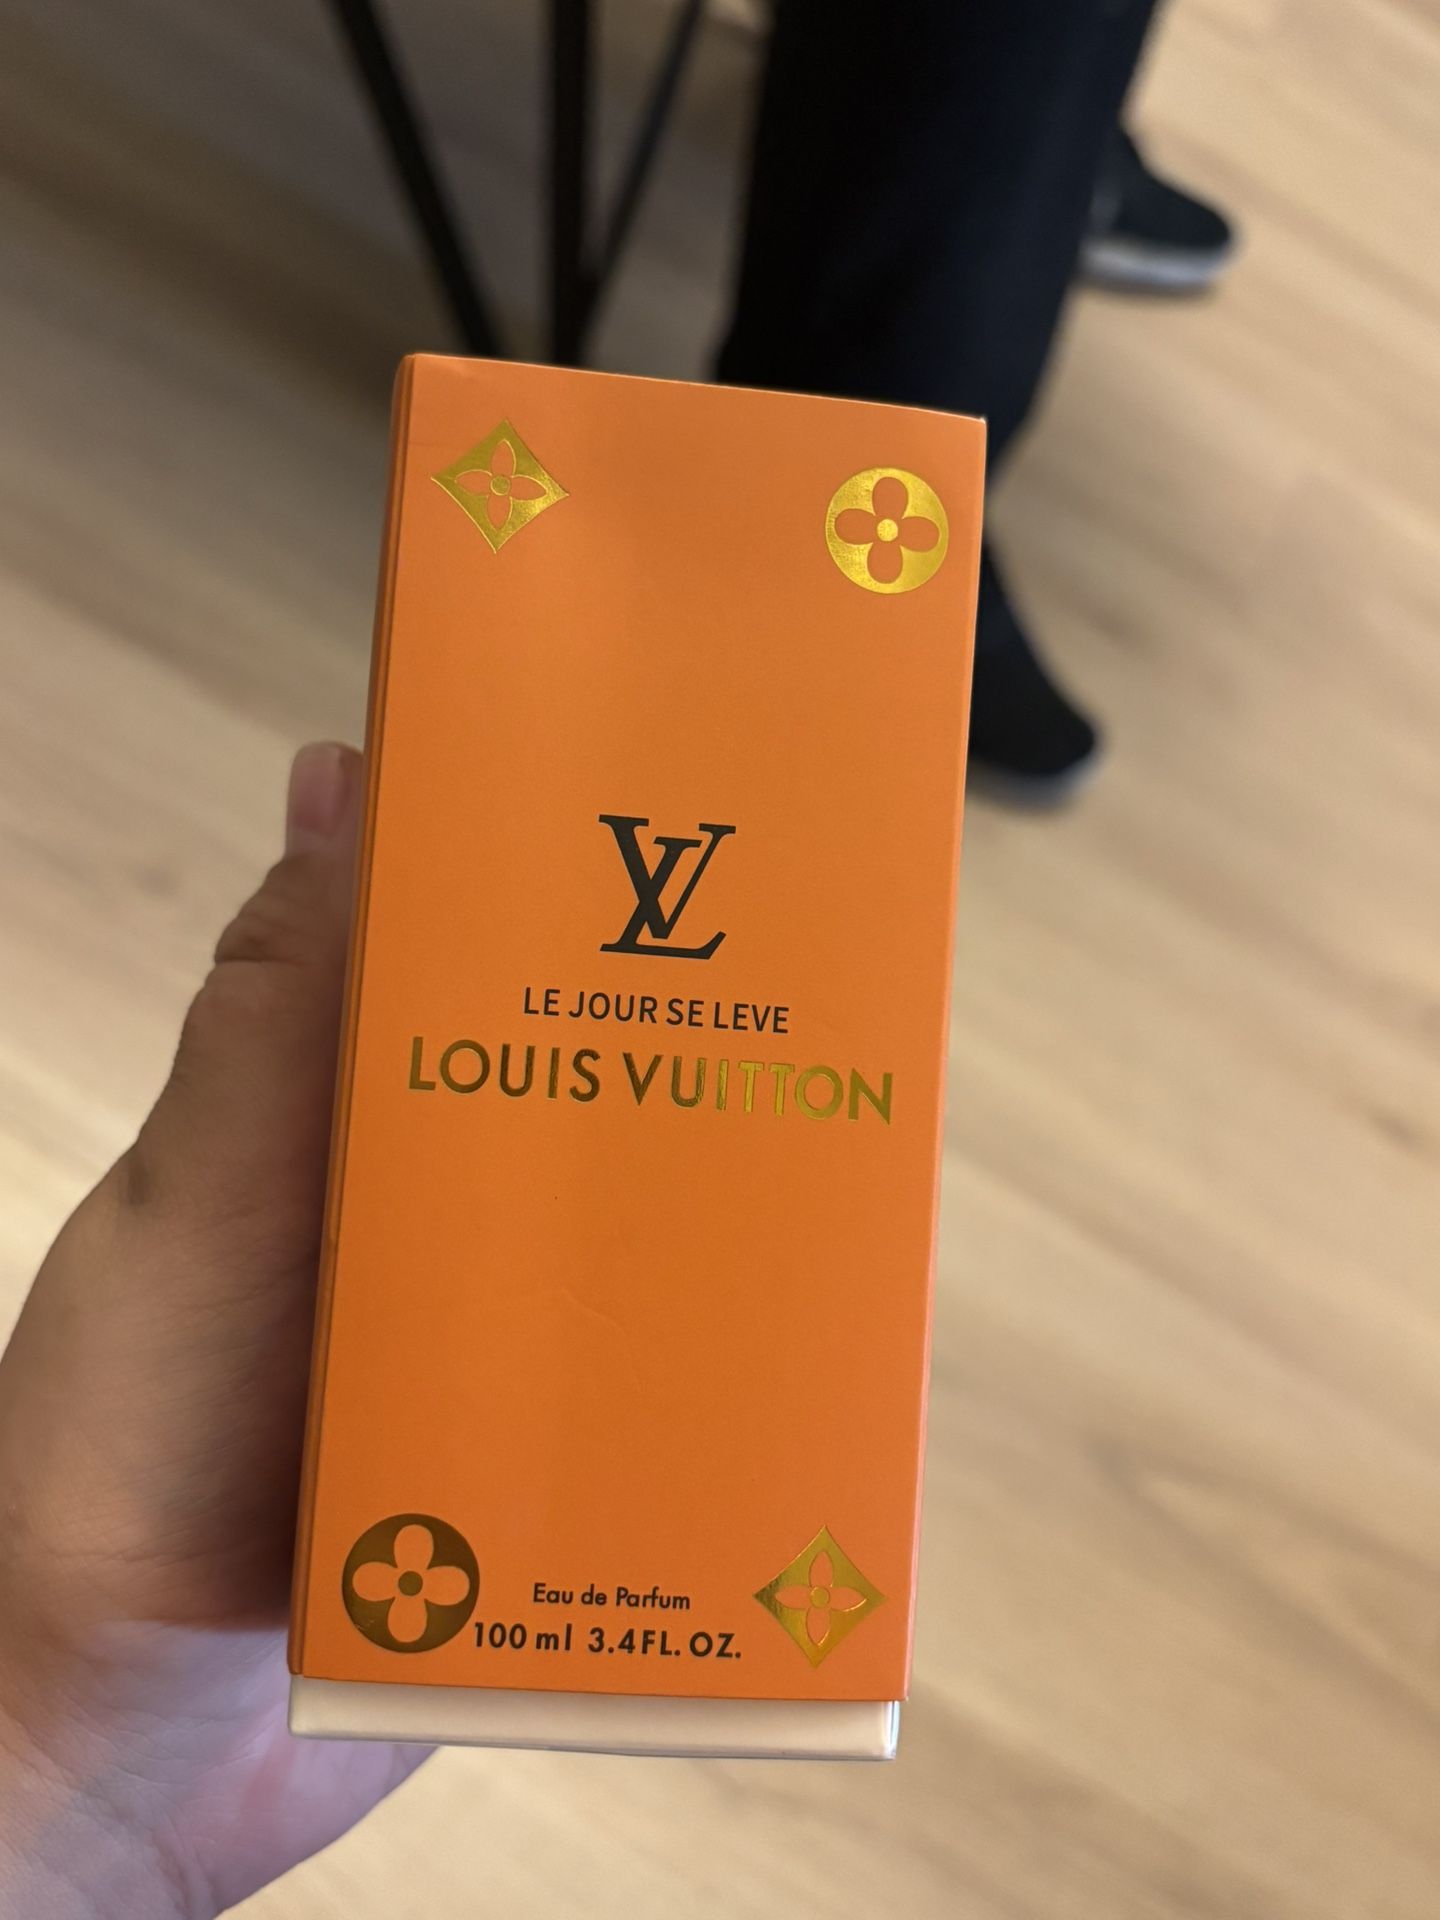 LV
LE JOUR SE LEVE
LOUIS VUITTON
Eau de Parfum
100 ml 3.4FL. OZ.